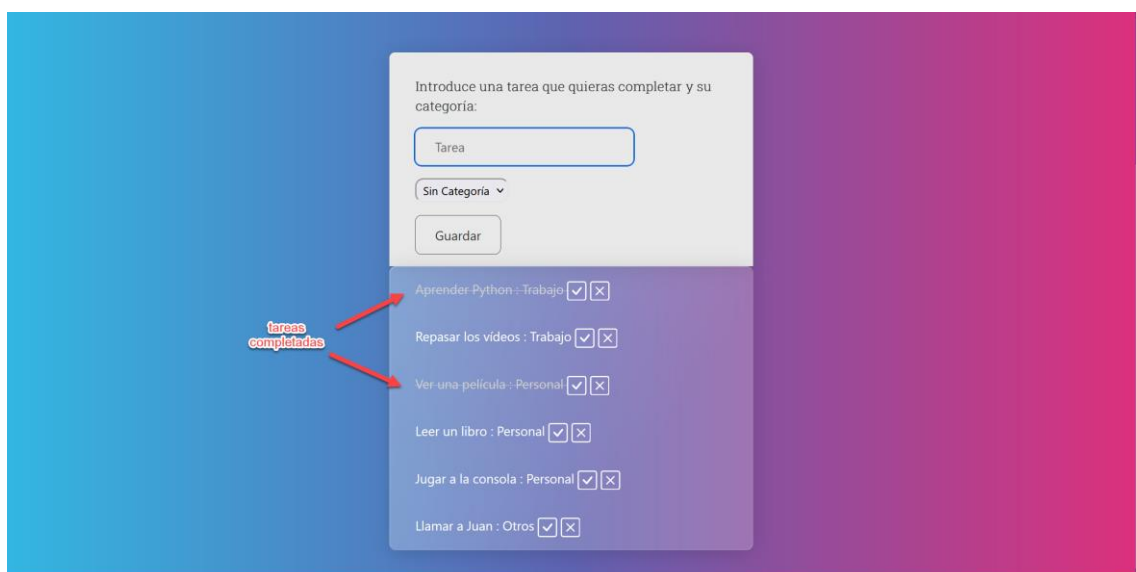 Introduce una tarea que quieras completar y su
categoría:
Tarea
Sin Categoría
Guardar
Aprender Python : Trabajo
tareas
completadas
Repasar los vídeos : Trabajo
Ver una película : Personal
Leer un libro : Personal
Jugar a la consola : Personal
Llamar a Juan : Otros